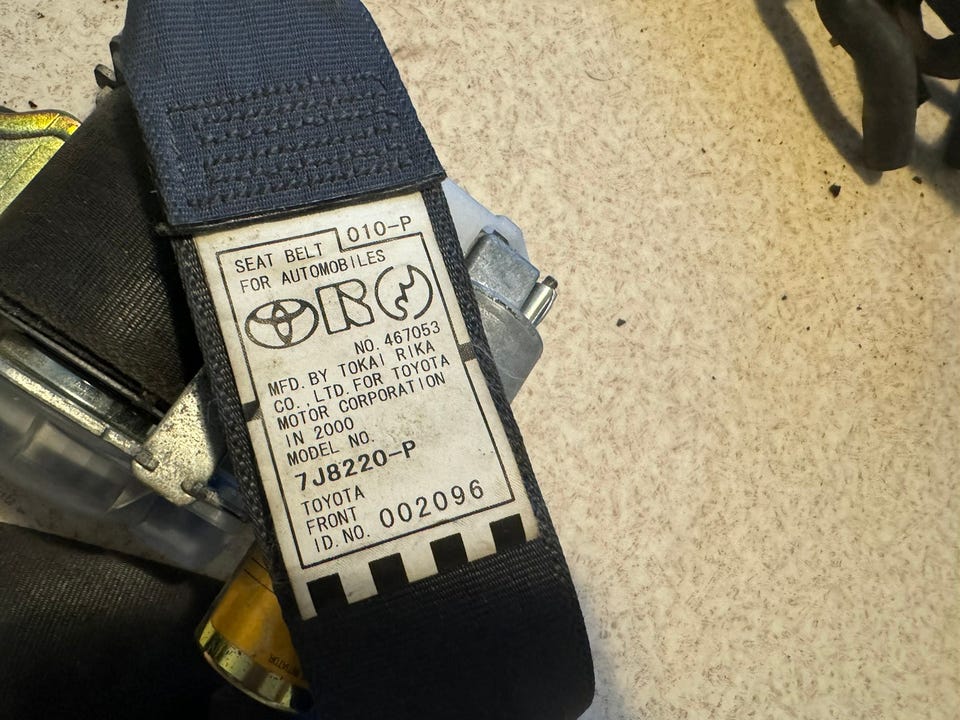 SEAT BELT 010-P
FOR AUTOMOBILES
NO. 467053
MFD. BY TOKAI RIKA
CO., LTD. FOR TOYOTA
MOTOR CORPORATION
IN 2000
MODEL NO.
7J8220-P
TOYOTA
FRONT
ID. NO. 002096